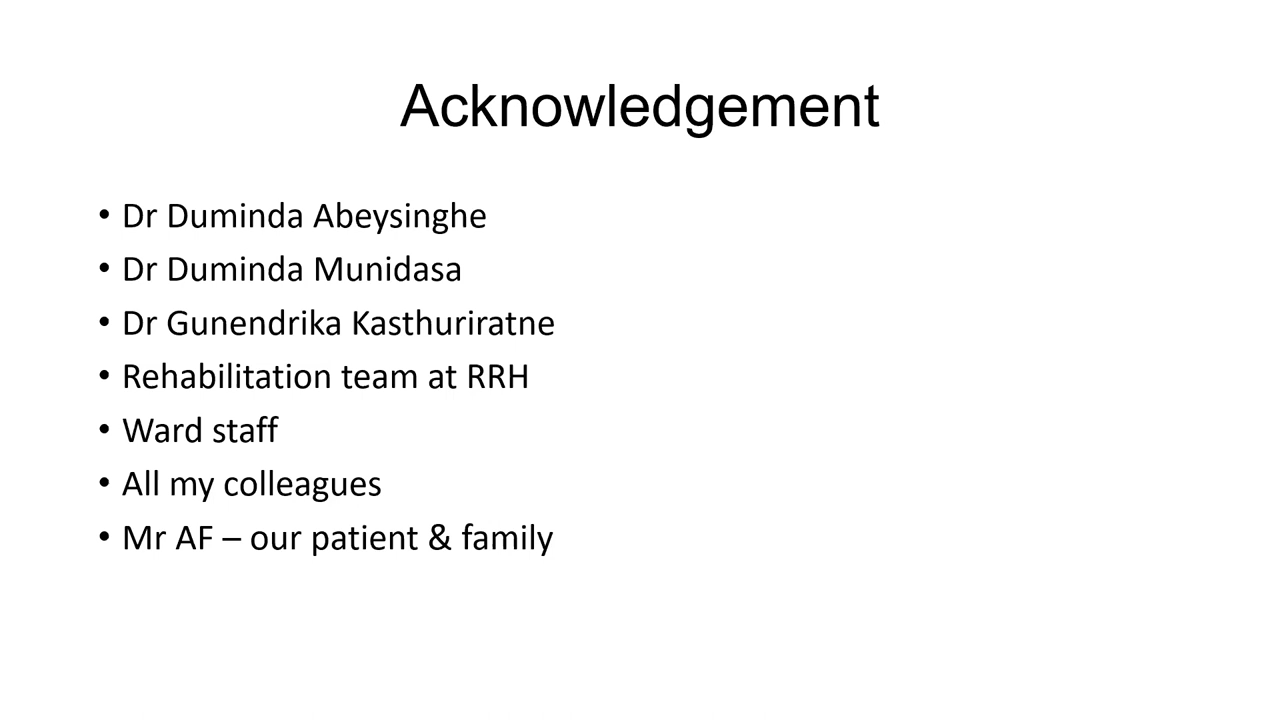 Acknowledgement
• Dr Duminda Abeysinghe
• Dr Duminda Munidasa
• Dr Gunendrika Kasthuriratne
• Rehabilitation team at RRH
• Ward staff
• All my colleagues
• Mr AF – our patient & family